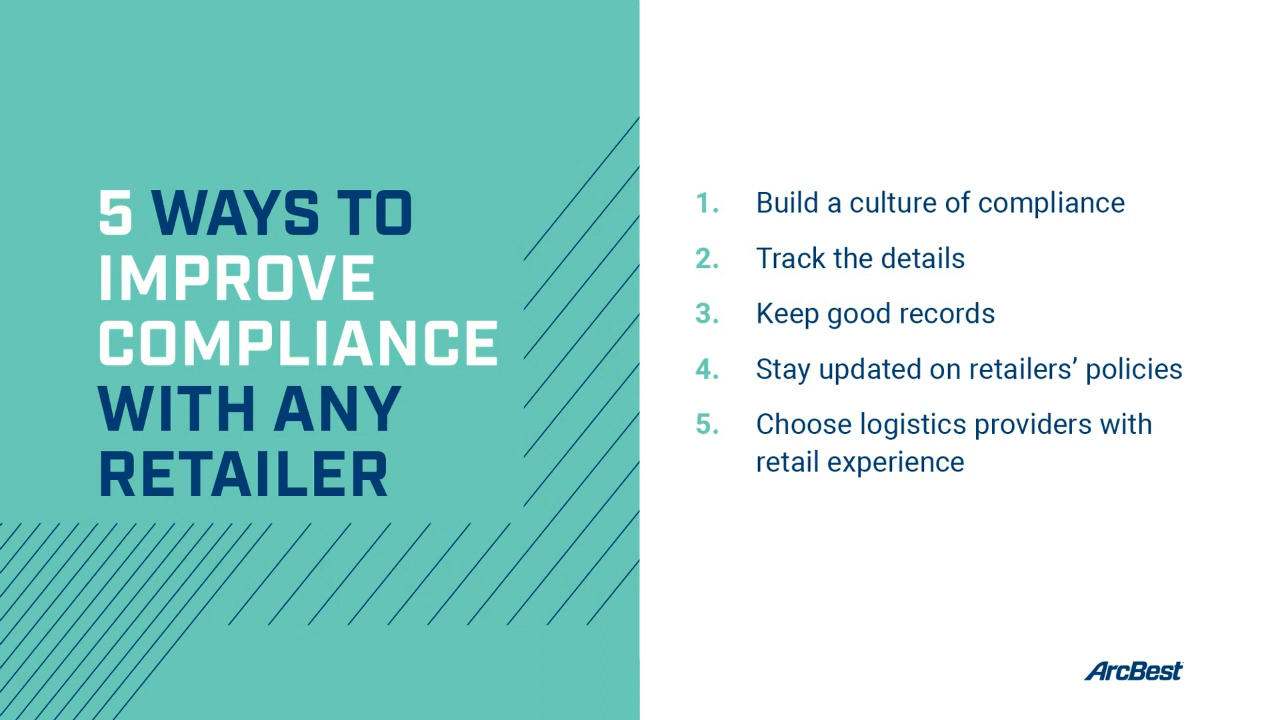 5 WAYS TO
IMPROVE
COMPLIANCE
WITH ANY
RETAILER
1. Build a culture of compliance
2. Track the details
3. Keep good records
4. Stay updated on retailers’ policies
5. Choose logistics providers with
retail experience
ArcBest